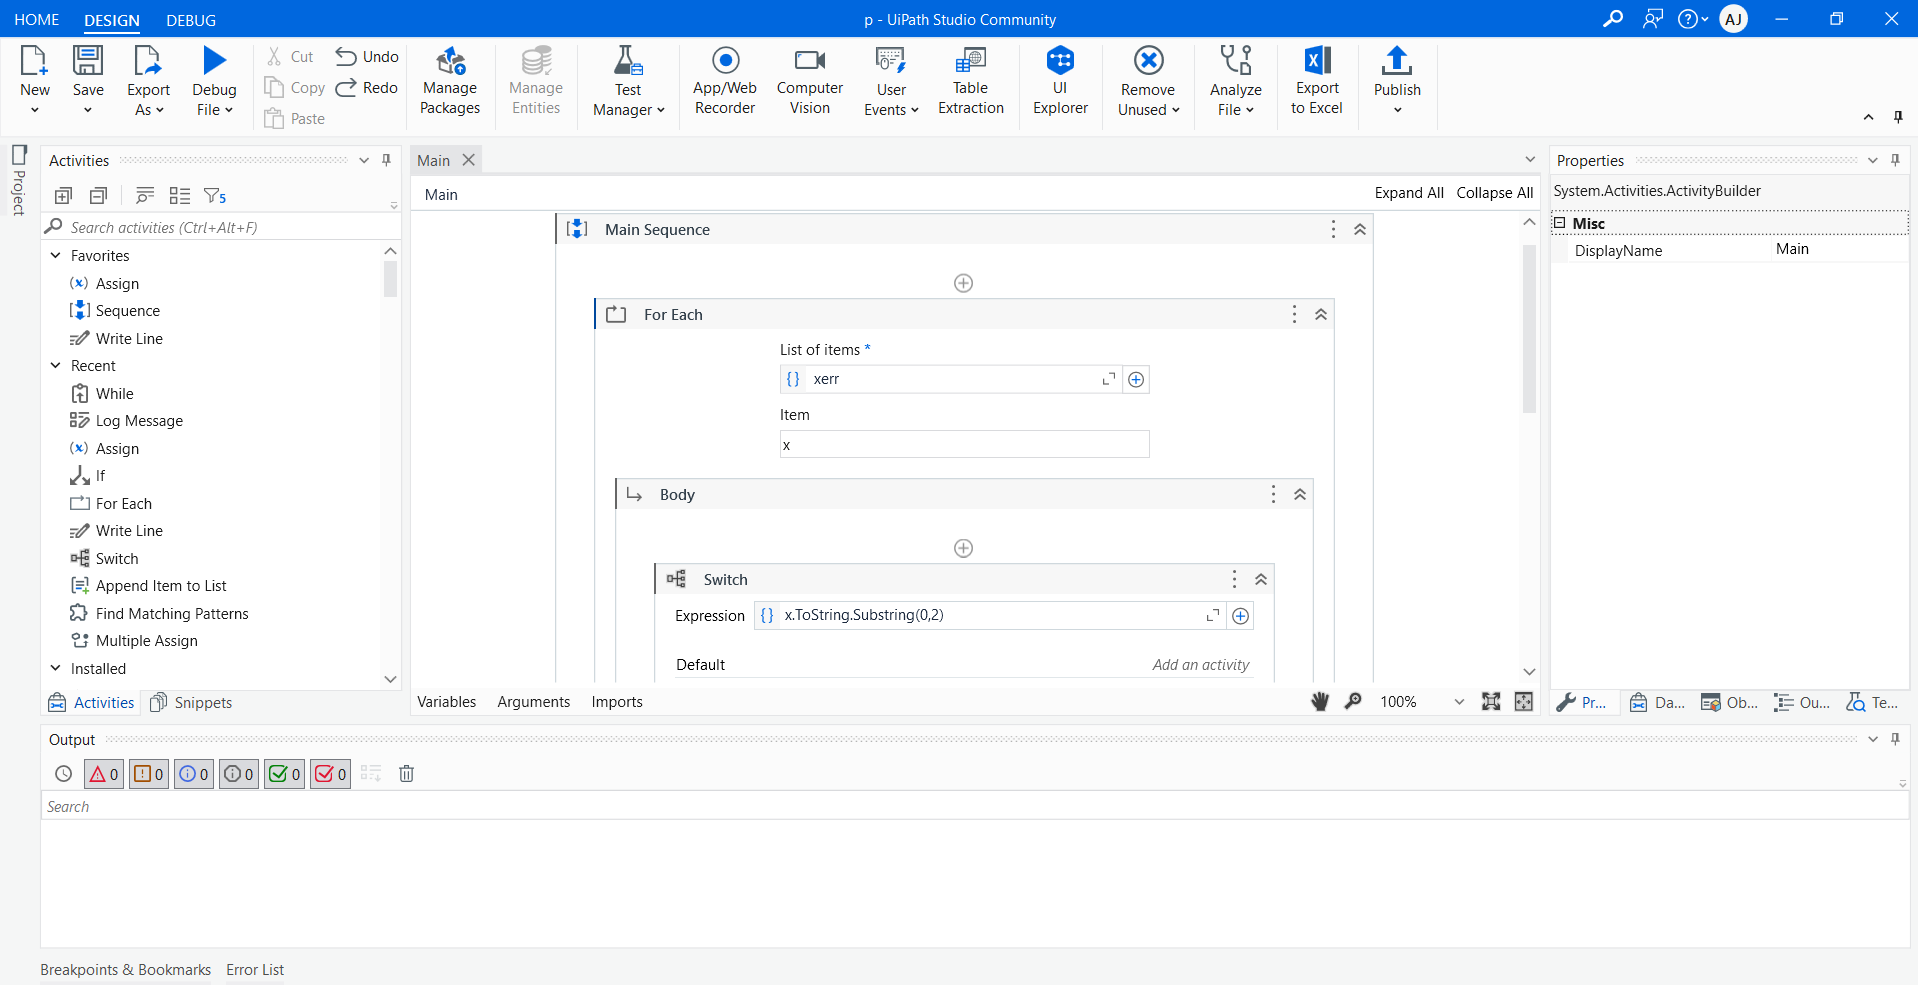 HOME DESIGN DEBUG
p - UiPath Studio Community
AJ
New
Save
Export As
Debug File
Cut
Copy
Paste
Undo
Redo
Manage Packages
Manage Entities
Test Manager
App/Web Recorder
Computer Vision
User Events
Table Extraction
UI Explorer
Remove Unused
Analyze File
Export to Excel
Publish
Project
Activities
5
Search activities (Ctrl+Alt+F)
Favorites
Assign
Sequence
Write Line
Recent
While
Log Message
Assign
If
For Each
Write Line
Switch
Append Item to List
Find Matching Patterns
Multiple Assign
Installed
Activities Snippets
Main
Main
Expand All Collapse All
Main Sequence
For Each
List of items *
{} xerr
Item
x
Body
Switch
Expression {} x.ToString.Substring(0,2)
Default Add an activity
Variables Arguments Imports
100%
Properties
System.Activities.ActivityBuilder
Misc
DisplayName Main
Pr... Da... Ob... Ou... Te...
Output
0 0 0 0 0 0
Search
Breakpoints & Bookmarks Error List